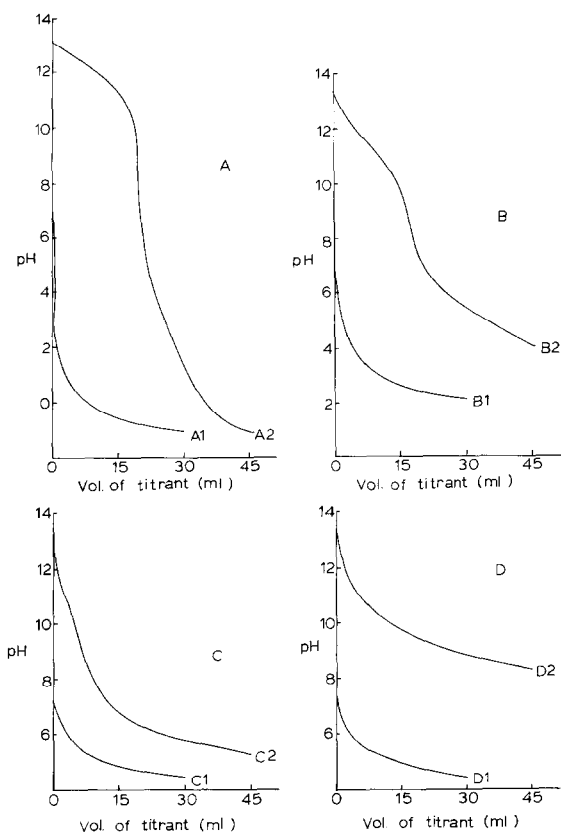 14
12
10
8
pH
6
4
2
0
A
A1
A2
0 15 30 45
Vol. of titrant (ml)
14
12
10
8
pH
6
4
2
B
B1
B2
0 15 30 45
Vol. of titrant (ml)
14
12
10
pH
8
6
C
C1
C2
0 15 30 45
Vol. of titrant (ml)
14
12
10
pH
8
6
D
D1
D2
0 15 30 45
Vol. of titrant (ml)